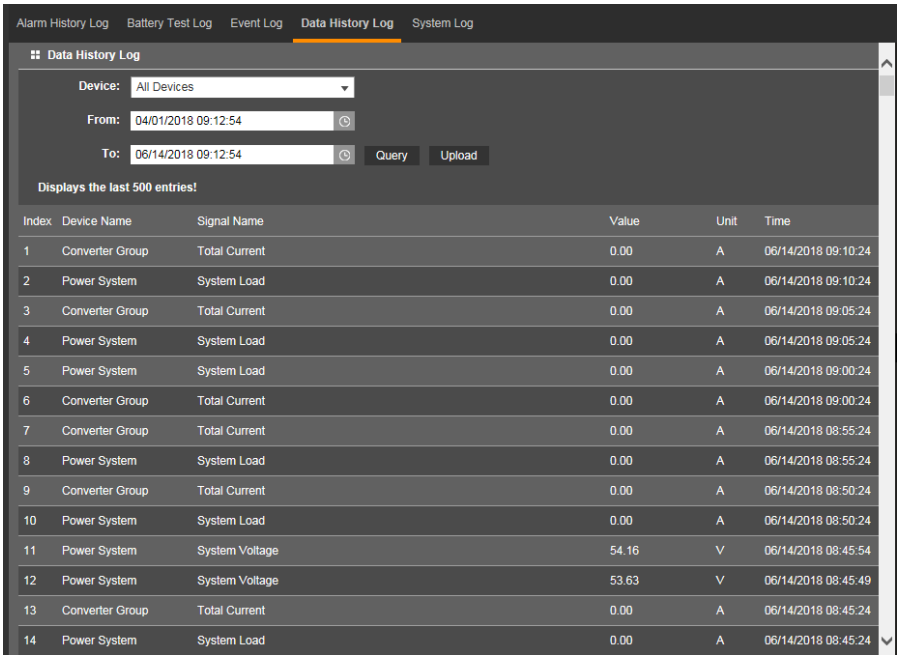 Alarm History Log Battery Test Log Event Log Data History Log System Log
Data History Log
Device: All Devices
From: 04/01/2018 09:12:54
To: 06/14/2018 09:12:54 Query Upload
Displays the last 500 entries!
Index Device Name Signal Name Value Unit Time
1 Converter Group Total Current 0.00 A 06/14/2018 09:10:24
2 Power System System Load 0.00 A 06/14/2018 09:10:24
3 Converter Group Total Current 0.00 A 06/14/2018 09:05:24
4 Power System System Load 0.00 A 06/14/2018 09:05:24
5 Power System System Load 0.00 A 06/14/2018 09:00:24
6 Converter Group Total Current 0.00 A 06/14/2018 09:00:24
7 Converter Group Total Current 0.00 A 06/14/2018 08:55:24
8 Power System System Load 0.00 A 06/14/2018 08:55:24
9 Converter Group Total Current 0.00 A 06/14/2018 08:50:24
10 Power System System Load 0.00 A 06/14/2018 08:50:24
11 Power System System Voltage 54.16 V 06/14/2018 08:45:54
12 Power System System Voltage 53.63 V 06/14/2018 08:45:49
13 Converter Group Total Current 0.00 A 06/14/2018 08:45:24
14 Power System System Load 0.00 A 06/14/2018 08:45:24